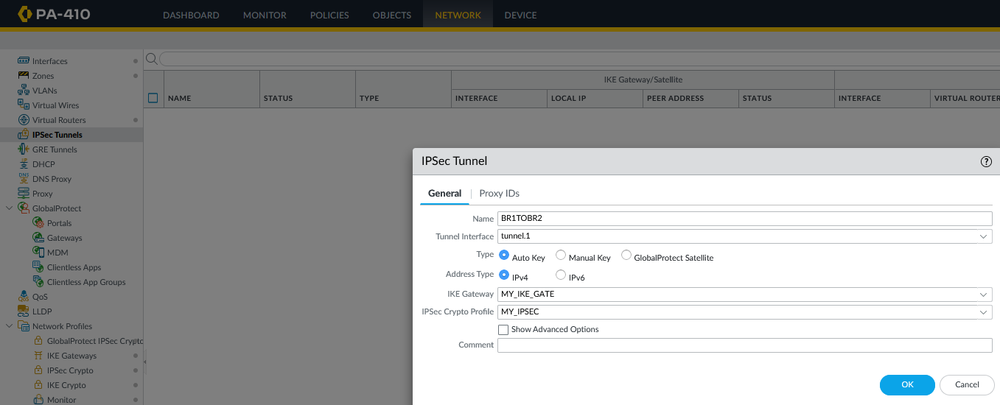 PA-410 DASHBOARD MONITOR POLICIES OBJECTS NETWORK DEVICE
Interfaces
Zones
VLANs
Virtual Wires
Virtual Routers
IPSec Tunnels
GRE Tunnels
DHCP
DNS Proxy
Proxy
GlobalProtect
Portals
Gateways
MDM
Clientless Apps
Clientless App Groups
QoS
LLDP
Network Profiles
GlobalProtect IPSec Crypto
IKE Gateways
IPSec Crypto
IKE Crypto
Monitor
IKE Gateway/Satellite
NAME STATUS TYPE INTERFACE LOCAL IP PEER ADDRESS STATUS INTERFACE VIRTUAL ROUTER
IPSec Tunnel
General Proxy IDs
Name BR1TOBR2
Tunnel Interface tunnel.1
Type Auto Key Manual Key GlobalProtect Satellite
Address Type IPv4 IPv6
IKE Gateway MY_IKE_GATE
IPSec Crypto Profile MY_IPSEC
Show Advanced Options
Comment
OK Cancel